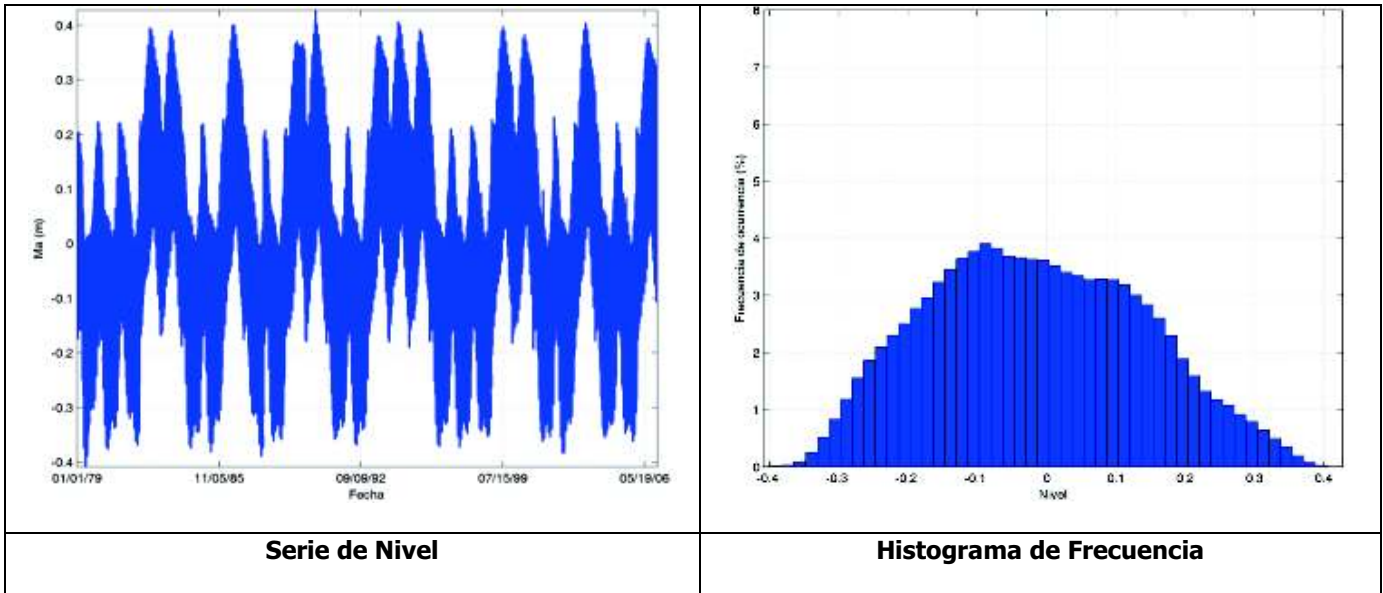 0.4
0.3
0.2
0.1
0
-0.1
-0.2
-0.3
-0.4
Ma (m)
01/01/79 11/05/85 09/09/92 07/15/99 05/19/06
Fecha
8
7
6
5
4
3
2
1
0
Frecuencia de ocurrencia (%)
-0.4 -0.3 -0.2 -0.1 0 0.1 0.2 0.3 0.4
Nivel
Serie de Nivel
Histograma de Frecuencia